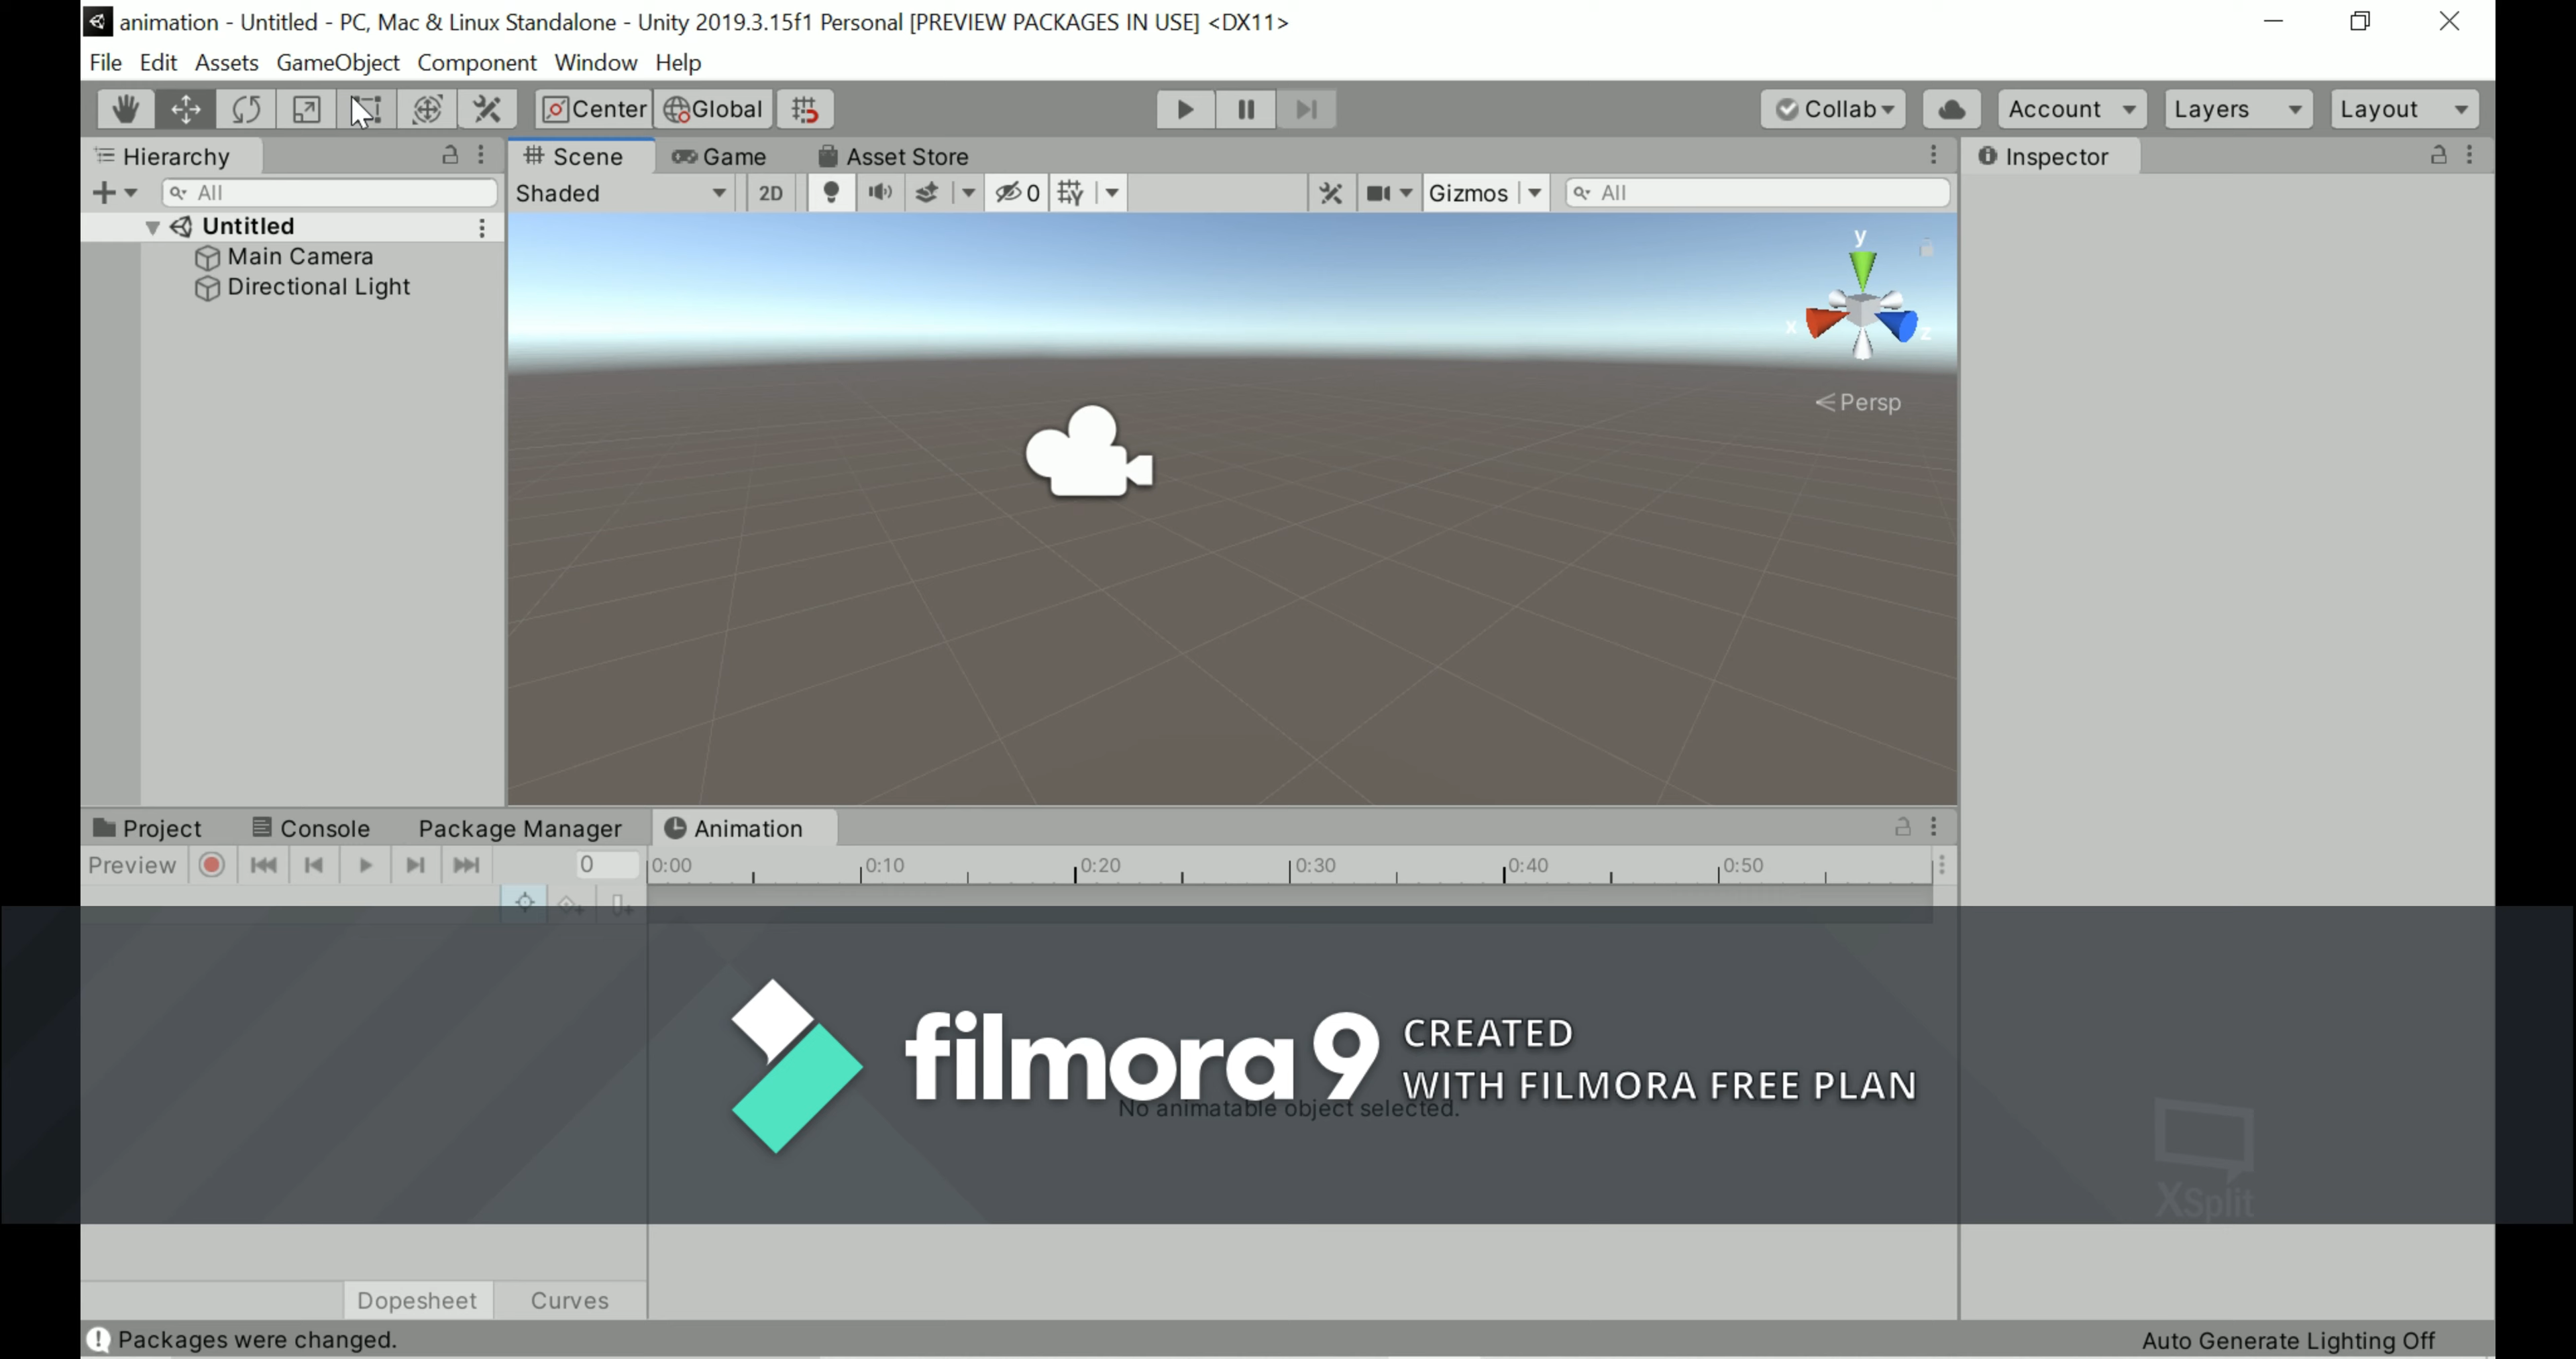 animation - Untitled - PC, Mac & Linux Standalone - Unity 2019.3.15f1 Personal [PREVIEW PACKAGES IN USE] <DX11>
File Edit Assets GameObject Component Window Help
Center Global Collab Account Layers Layout
Hierarchy Scene Game Asset Store Inspector
All Shaded 2D 0 Gizmos All
Untitled
Main Camera
Directional Light
y
x z
Persp
Project Console Package Manager Animation
Preview 0 0:00 0:10 0:20 0:30 0:40 0:50
filmora9 CREATED
WITH FILMORA FREE PLAN
No animatable object selected.
XSplit
Dopesheet Curves
Packages were changed. Auto Generate Lighting Off